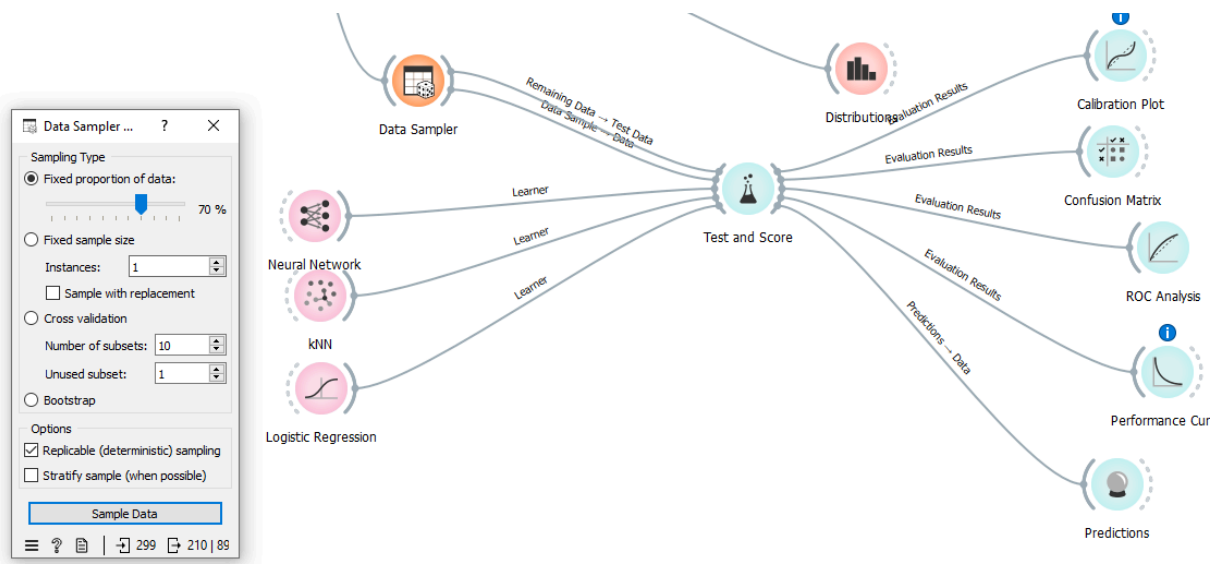 Data Sampler ...
?
Sampling Type
Fixed proportion of data:
70 %
Fixed sample size
Instances: 1
Sample with replacement
Cross validation
Number of subsets: 10
Unused subset: 1
Bootstrap
Options
Replicable (deterministic) sampling
Stratify sample (when possible)
Sample Data
? 299 210 | 89
Data Sampler
Remaining Data → Test Data
Data Sample → Data
Neural Network
Learner
kNN
Learner
Logistic Regression
Learner
Test and Score
Distributions
Evaluation Results
Calibration Plot
Evaluation Results
Confusion Matrix
Evaluation Results
ROC Analysis
Evaluation Results
Performance Cur
Predictions → Data
Predictions